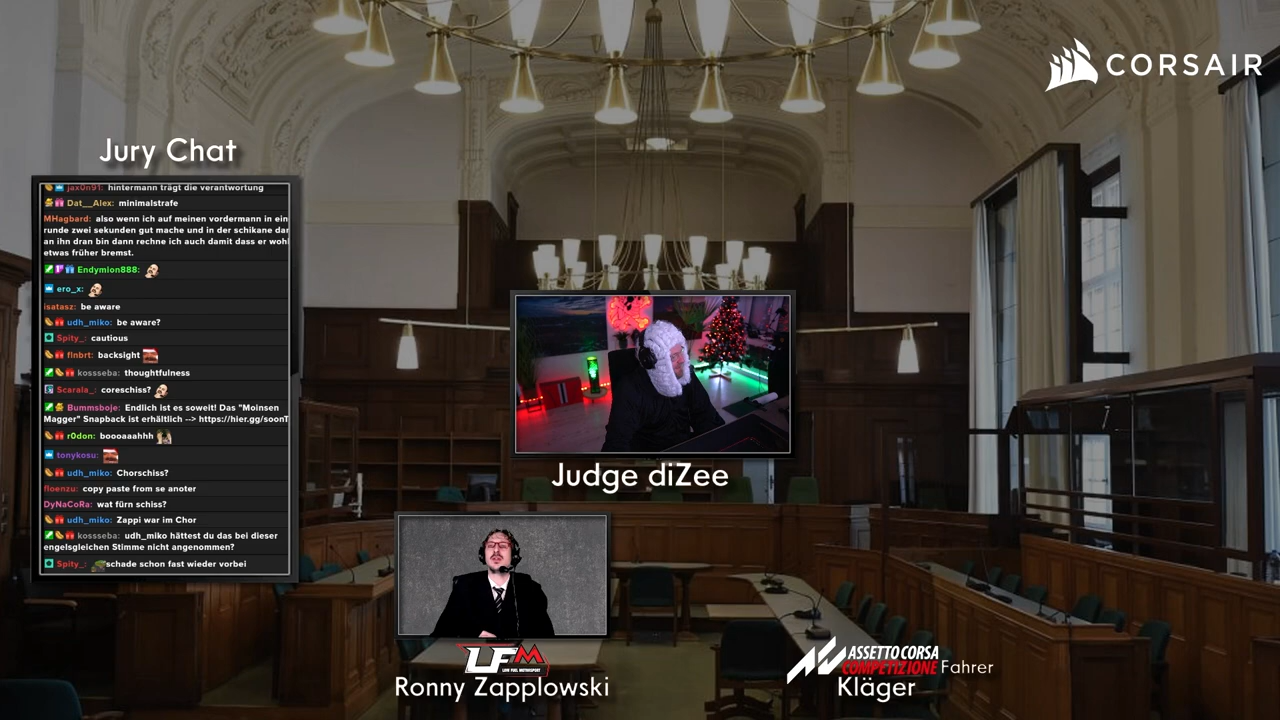 CORSAIR
Jury Chat
jax0n91: hintermann trägt die verantwortung
Dat__Alex: minimalstrafe
MHagbard: also wenn ich auf meinen vordermann in ein
runde zwei sekunden gut mache und in der schikane dan
an ihn dran bin dann rechne ich auch damit dass er wohl
etwas früher bremst.
Endymion888:
ero_x:
isatasz: be aware
udh_miko: be aware?
Spity_: cautious
flnbrt: backsight
kossseba: thoughtfulness
Scarala_: coreschiss?
Bummsboje: Endlich ist es soweit! Das "Moinsen
Magger" Snapback ist erhältlich --> https://hier.gg/soonT
r0don: boooaaahhh
tonykosu:
udh_miko: Chorschiss?
floenzu: copy paste from se anoter
DyNaCoRa: wat fürn schiss?
udh_miko: Zappi war im Chor
kossseba: udh_miko hättest du das bei dieser
engelsgleichen Stimme nicht angenommen?
Spity_: schade schon fast wieder vorbei
Judge diZee
LFM
LOW FUEL MOTORSPORT
Ronny Zapplowski
ASSETTO CORSA
COMPETIZIONE Fahrer
Kläger